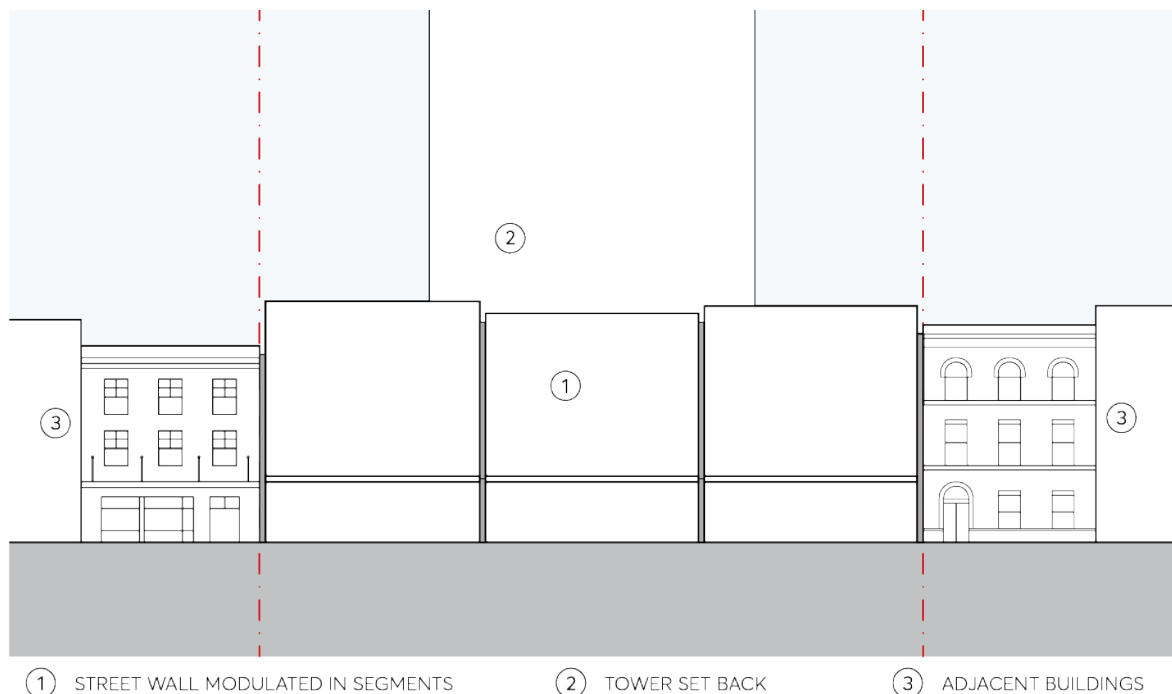 2
1
3
3
1 STREET WALL MODULATED IN SEGMENTS 2 TOWER SET BACK 3 ADJACENT BUILDINGS